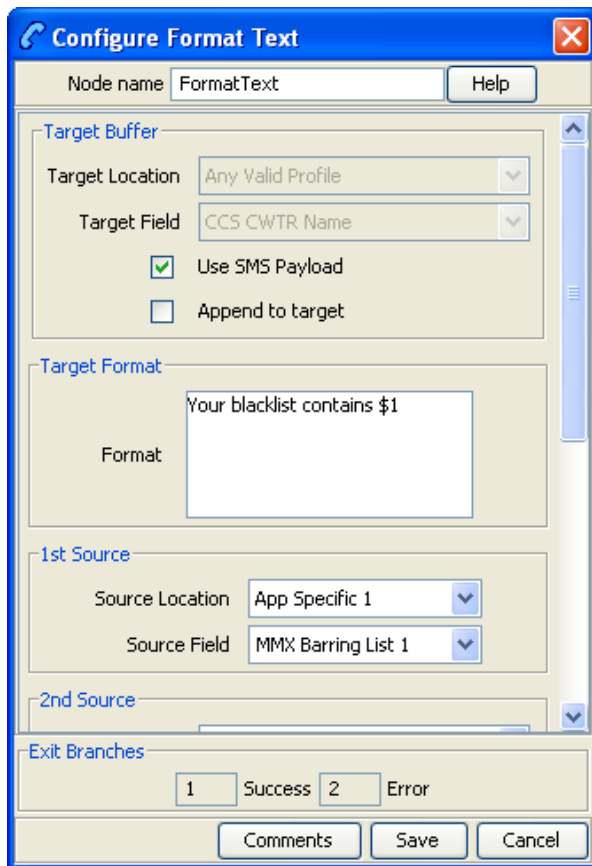 Configure Format Text
Node name FormatText Help
Target Buffer
Target Location Any Valid Profile
Target Field CCS CWTR Name
Use SMS Payload
Append to target
Target Format
Your blacklist contains $1
Format
1st Source
Source Location App Specific 1
Source Field MMX Barring List 1
2nd Source
Exit Branches
1 Success 2 Error
Comments Save Cancel